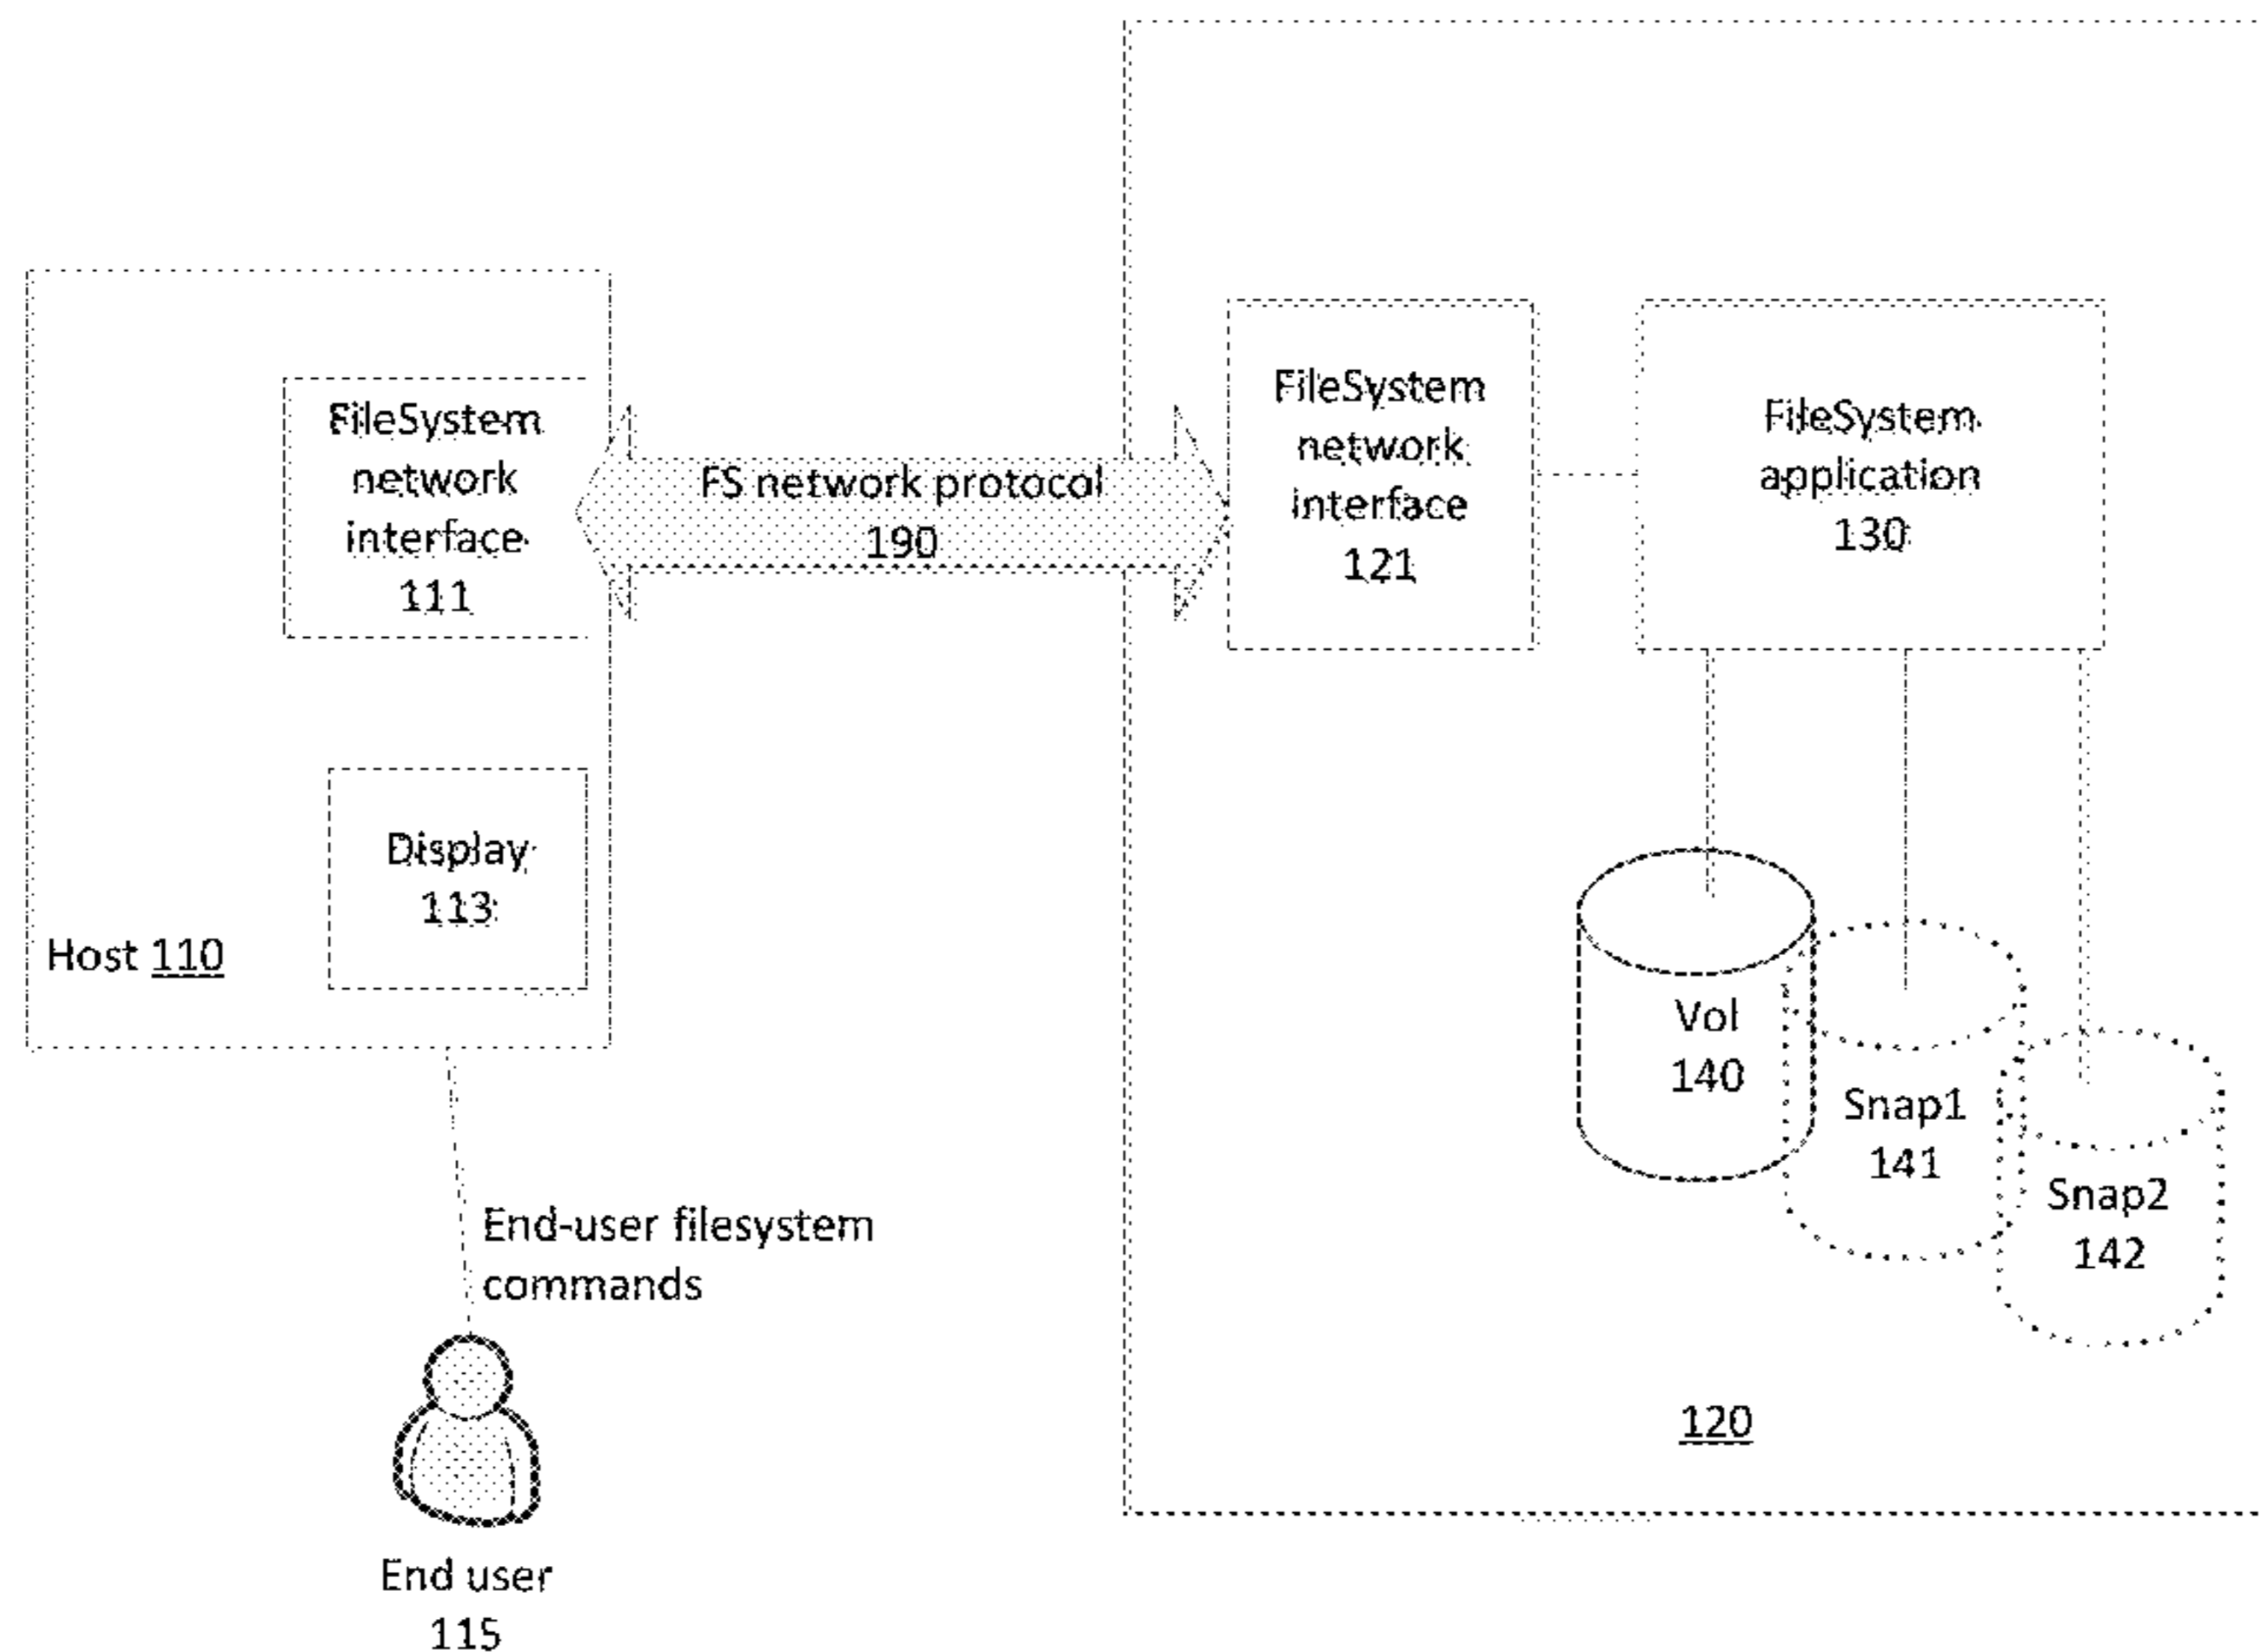 FileSystem
network
interface
111
FS network protocol
190
FileSystem
network
interface
121
FileSystem
application
130
Display
113
Host 110
Vol
140
Snap1
141
Snap2
142
End-user filesystem
commands
120
End user
115